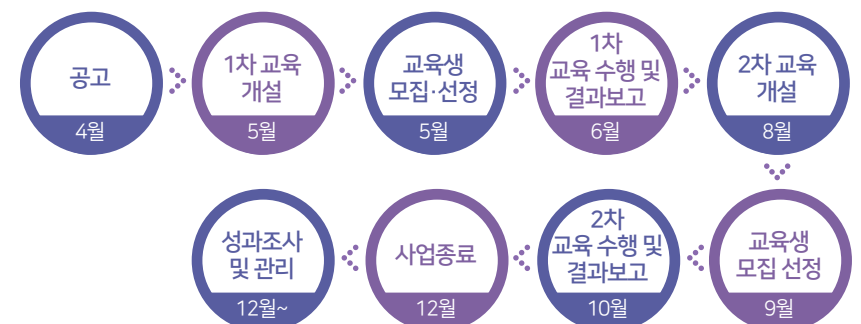 공고
4월
1차 교육
개설
5월
교육생
모집·선정
5월
1차
교육 수행 및
결과보고
6월
2차 교육
개설
8월
교육생
모집 선정
9월
2차
교육 수행 및
결과보고
10월
사업종료
12월
성과조사
및 관리
12월~